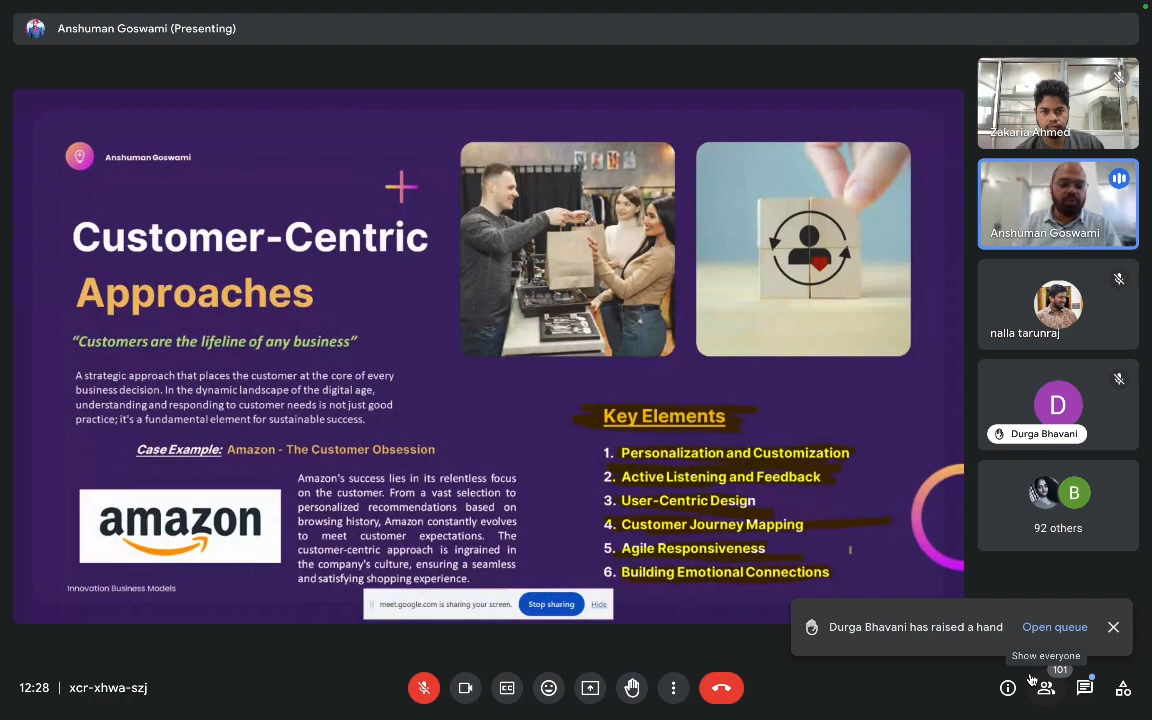 Anshuman Goswami (Presenting)
Anshuman Goswami
Customer-Centric
Approaches
“Customers are the lifeline of any business”
A strategic approach that places the customer at the core of every
business decision. In the dynamic landscape of the digital age,
understanding and responding to customer needs is not just good
practice; it's a fundamental element for sustainable success.
Case Example: Amazon - The Customer Obsession
amazon
Amazon's success lies in its relentless focus
on the customer. From a vast selection to
personalized recommendations based on
browsing history, Amazon constantly evolves
to meet customer expectations. The
customer-centric approach is ingrained in
the company's culture, ensuring a seamless
and satisfying shopping experience.
Innovation Business Models
Key Elements
1. Personalization and Customization
2. Active Listening and Feedback
3. User-Centric Design
4. Customer Journey Mapping
5. Agile Responsiveness
6. Building Emotional Connections
meet.google.com is sharing your screen.
Stop sharing
Hide
Zakaria Ahmed
Anshuman Goswami
nalla tarunraj
D
Durga Bhavani
B
92 others
Durga Bhavani has raised a hand
Open queue
Show everyone
101
12:28 | xcr-xhwa-szj
CC